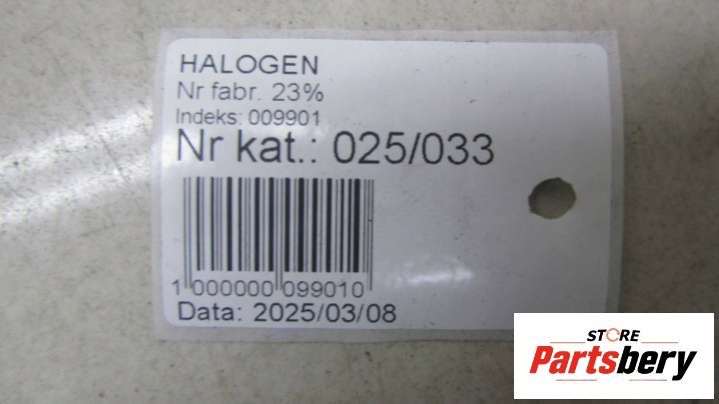 HALOGEN
Nr fabr. 23%
Indeks: 009901
Nr kat.: 025/033
1 000000 099010
Data: 2025/03/08
STORE
Partsbery